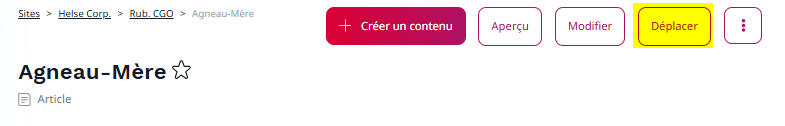 Sites > Helse Corp. > Rub. CGO > Agneau-Mère
+ Créer un contenu Aperçu Modifier Déplacer
Agneau-Mère
Article